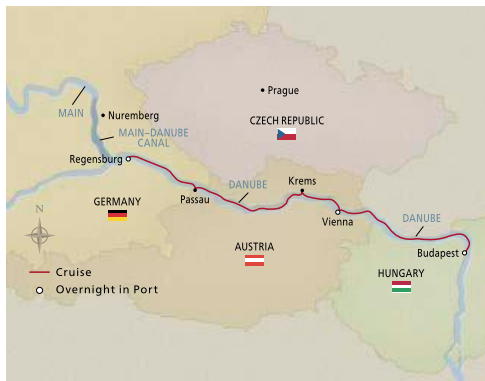 Prague
MAIN
Nuremberg
CZECH REPUBLIC
MAIN–DANUBE
CANAL
Regensburg
Krems
DANUBE
Passau
GERMANY
N
Vienna
DANUBE
AUSTRIA
Budapest
Cruise
HUNGARY
Overnight in Port